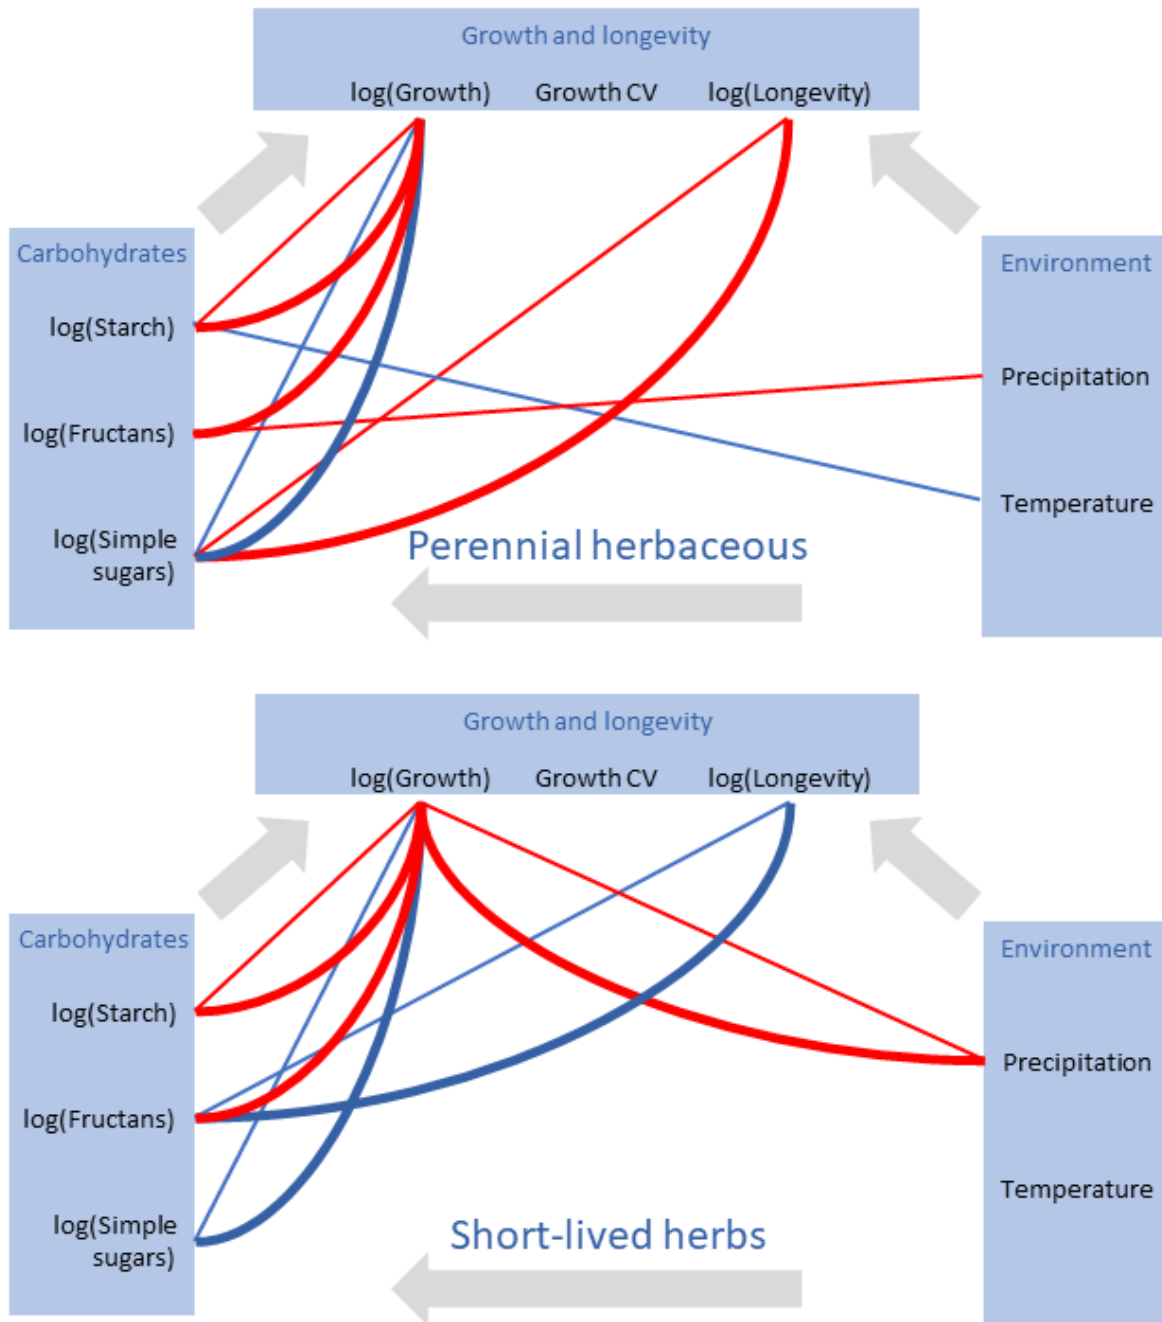 Growth and longevity
log(Growth) Growth CV log(Longevity)
Carbohydrates
log(Starch)
log(Fructans)
log(Simple
sugars)
Environment
Precipitation
Temperature
Perennial herbaceous
Growth and longevity
log(Growth) Growth CV log(Longevity)
Carbohydrates
log(Starch)
log(Fructans)
log(Simple
sugars)
Environment
Precipitation
Temperature
Short-lived herbs